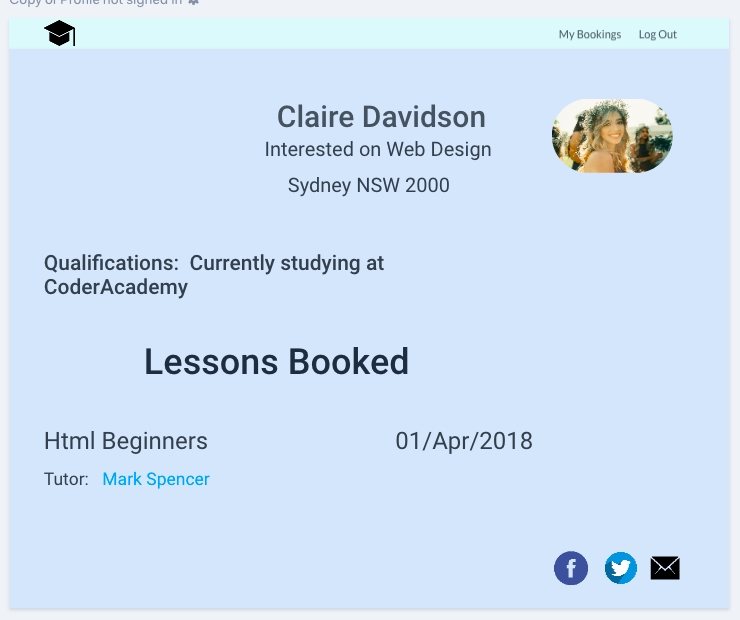 Copy of Profile not signed in
My Bookings Log Out
Claire Davidson
Interested on Web Design
Sydney NSW 2000
Qualifications: Currently studying at
CoderAcademy
Lessons Booked
Html Beginners 01/Apr/2018
Tutor: Mark Spencer